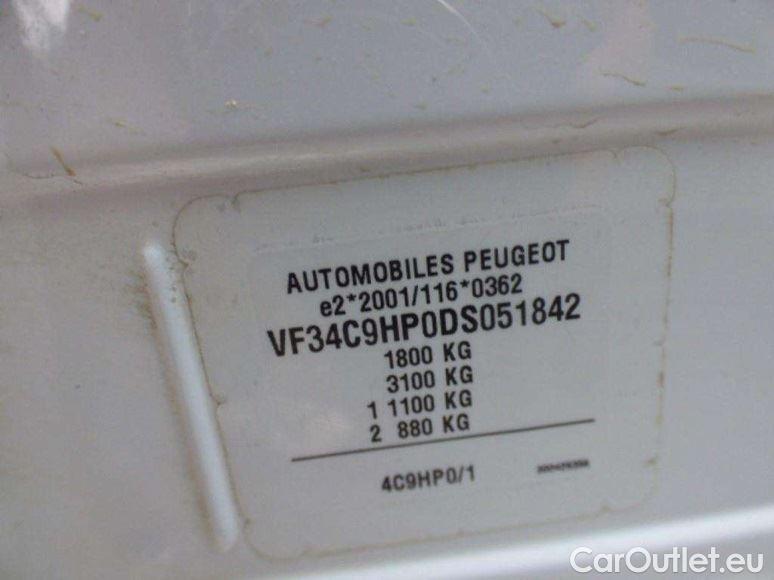 AUTOMOBILES PEUGEOT
e2*2001/116*0362
VF34C9HP0DS051842
1800 KG
3100 KG
1 1100 KG
2 880 KG
4C9HP0/1
CarOutlet.eu